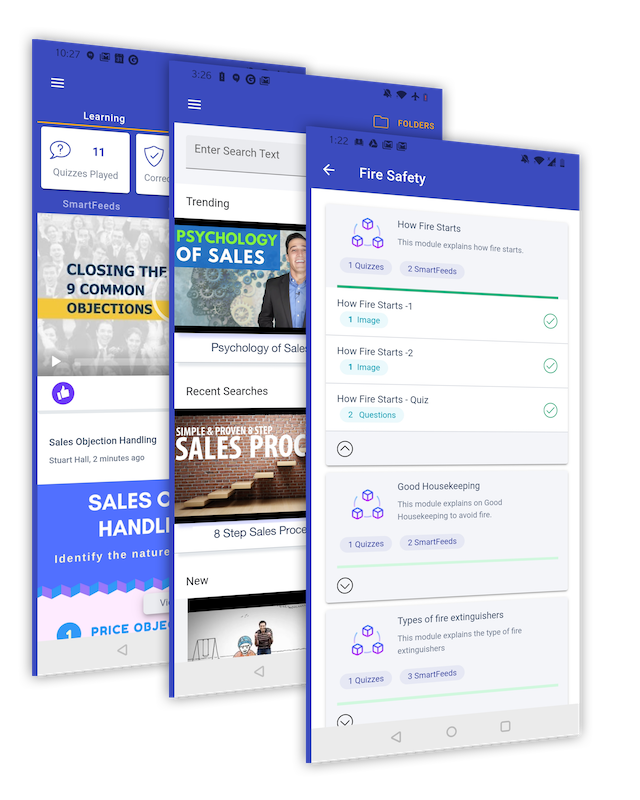 10:27
Learning
11
Quizzes Played
Corre
SmartFeeds
CLOSING THE
9 COMMON
OBJECTIONS
Sales Objection Handling
Stuart Hall, 2 minutes ago
SALES O
HANDLI
Identify the nature
Vi
1 PRICE OBJEC
3:26
FOLDERS
Enter Search Text
Trending
PSYCHOLOGY
OF SALES
Psychology of Sales
Recent Searches
SIMPLE & PROVEN 8 STEP
SALES PROC
8 Step Sales Proce
New
1:22
Fire Safety
How Fire Starts
This module explains how fire starts.
1 Quizzes
2 SmartFeeds
How Fire Starts -1
1 Image
How Fire Starts -2
1 Image
How Fire Starts - Quiz
2 Questions
Good Housekeeping
This module explains on Good
Housekeeping to avoid fire.
1 Quizzes
2 SmartFeeds
Types of fire extinguishers
This module explains the type of fire
extinguishers
1 Quizzes
3 SmartFeeds